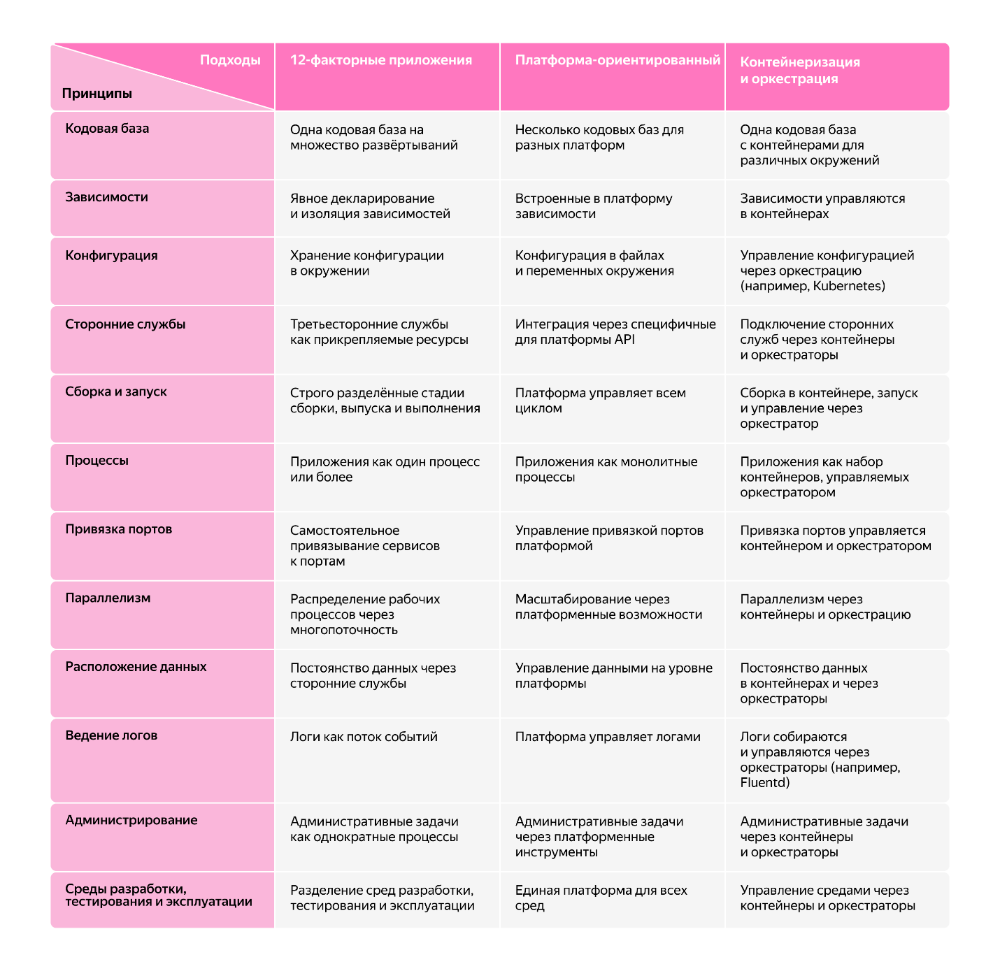 Подходы
Принципы
12-факторные приложения
Платформа-ориентированный
Контейнеризация
и оркестрация
Кодовая база
Одна кодовая база на
множество развёртываний
Несколько кодовых баз для
разных платформ
Одна кодовая база
с контейнерами для
различных окружений
Зависимости
Явное декларирование
и изоляция зависимостей
Встроенные в платформу
зависимости
Зависимости управляются
в контейнерах
Конфигурация
Хранение конфигурации
в окружении
Конфигурация в файлах
и переменных окружения
Управление конфигурацией
через оркестрацию
(например, Kubernetes)
Сторонние службы
Третьесторонние службы
как прикрепляемые ресурсы
Интеграция через специфичные
для платформы API
Подключение сторонних
служб через контейнеры
и оркестраторы
Сборка и запуск
Строго разделённые стадии
сборки, выпуска и выполнения
Платформа управляет всем
циклом
Сборка в контейнере, запуск
и управление через
оркестратор
Процессы
Приложения как один процесс
или более
Приложения как монолитные
процессы
Приложения как набор
контейнеров, управляемых
оркестратором
Привязка портов
Самостоятельное
привязывание сервисов
к портам
Управление привязкой портов
платформой
Привязка портов управляется
контейнером и оркестратором
Параллелизм
Распределение рабочих
процессов через
многопоточность
Масштабирование через
платформенные возможности
Параллелизм через
контейнеры и оркестрацию
Расположение данных
Постоянство данных через
сторонние службы
Управление данными на уровне
платформы
Постоянство данных
в контейнерах и через
оркестраторы
Ведение логов
Логи как поток событий
Платформа управляет логами
Логи собираются
и управляются через
оркестраторы (например,
Fluentd)
Администрирование
Административные задачи
как однократные процессы
Административные задачи
через платформенные
инструменты
Административные задачи
через контейнеры
и оркестраторы
Среды разработки,
тестирования и эксплуатации
Разделение сред разработки,
тестирования и эксплуатации
Единая платформа для всех
сред
Управление средами через
контейнеры и оркестраторы